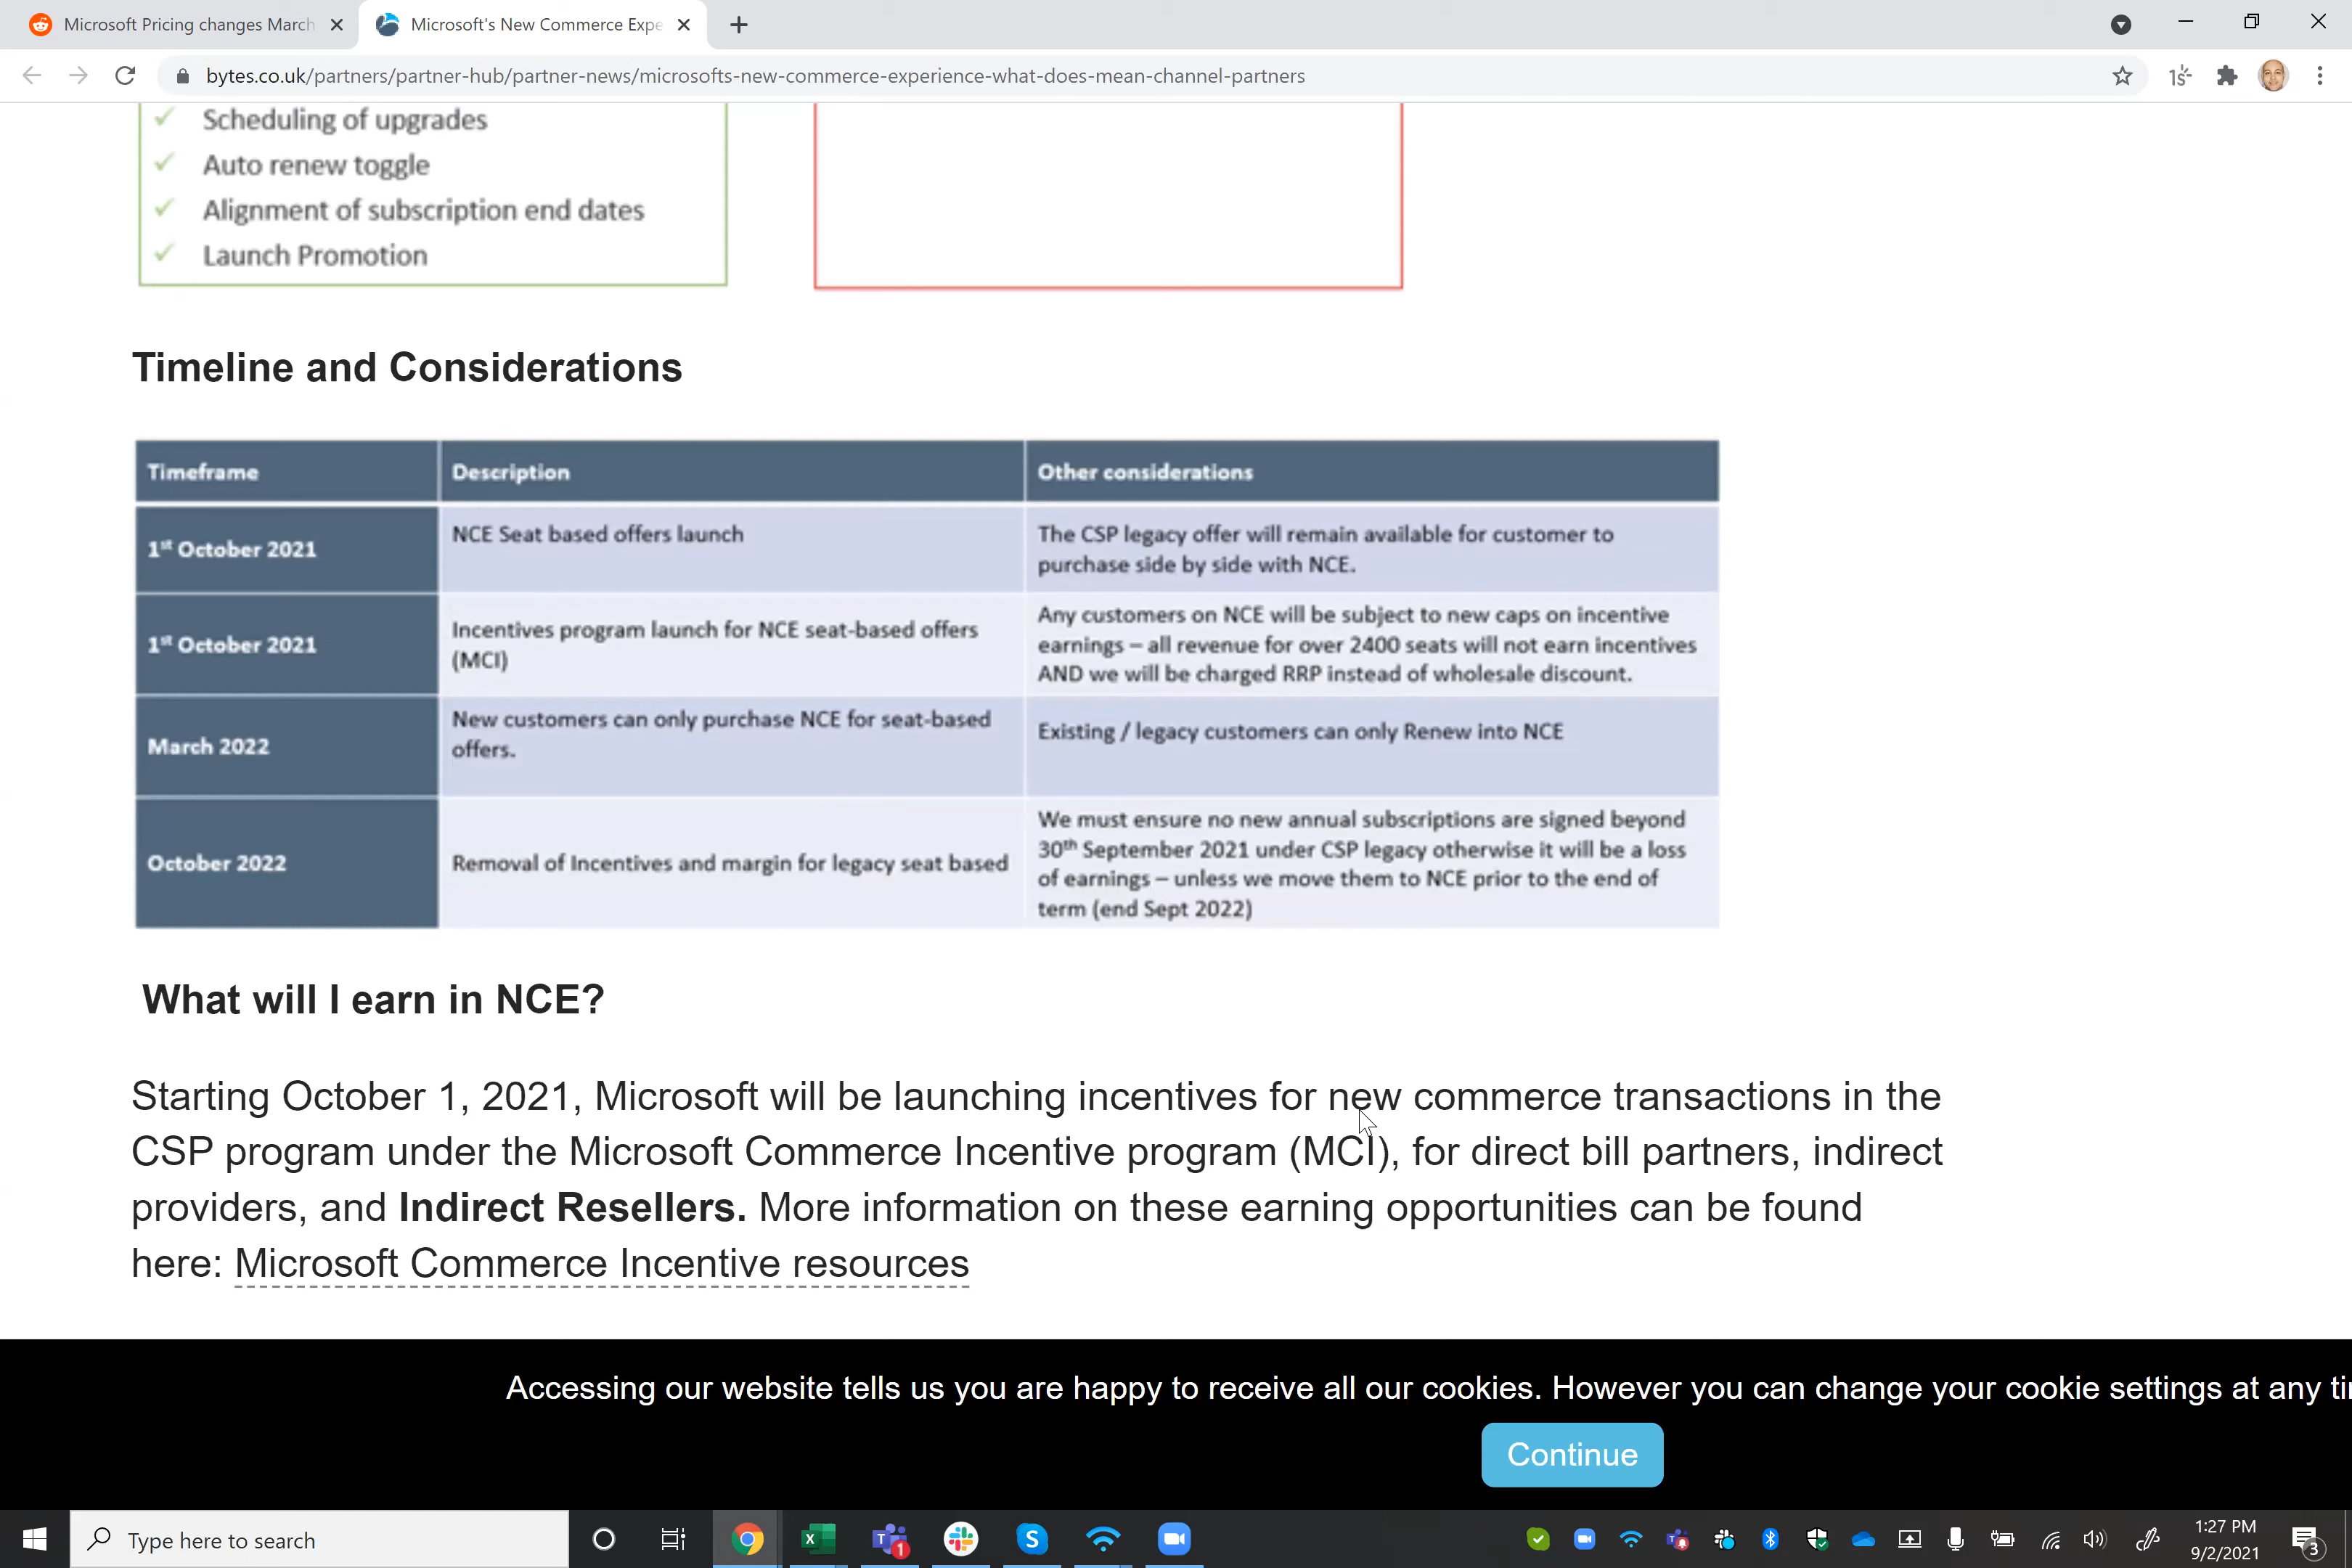 Microsoft Pricing changes March
Microsoft's New Commerce Expe
bytes.co.uk/partners/partner-hub/partner-news/microsofts-new-commerce-experience-what-does-mean-channel-partners
Scheduling of upgrades
Auto renew toggle
Alignment of subscription end dates
Launch Promotion
Timeline and Considerations
Timeframe
Description
Other considerations
1st October 2021
NCE Seat based offers launch
The CSP legacy offer will remain available for customer to
purchase side by side with NCE.
1st October 2021
Incentives program launch for NCE seat-based offers
(MCI)
Any customers on NCE will be subject to new caps on incentive
earnings – all revenue for over 2400 seats will not earn incentives
AND we will be charged RRP instead of wholesale discount.
March 2022
New customers can only purchase NCE for seat-based
offers.
Existing / legacy customers can only Renew into NCE
October 2022
Removal of Incentives and margin for legacy seat based
We must ensure no new annual subscriptions are signed beyond
30th September 2021 under CSP legacy otherwise it will be a loss
of earnings – unless we move them to NCE prior to the end of
term (end Sept 2022)
What will I earn in NCE?
Starting October 1, 2021, Microsoft will be launching incentives for new commerce transactions in the
CSP program under the Microsoft Commerce Incentive program (MCI), for direct bill partners, indirect
providers, and Indirect Resellers. More information on these earning opportunities can be found
here: Microsoft Commerce Incentive resources
Accessing our website tells us you are happy to receive all our cookies. However you can change your cookie settings at any
Continue
Type here to search
1
1:27 PM
9/2/2021
3